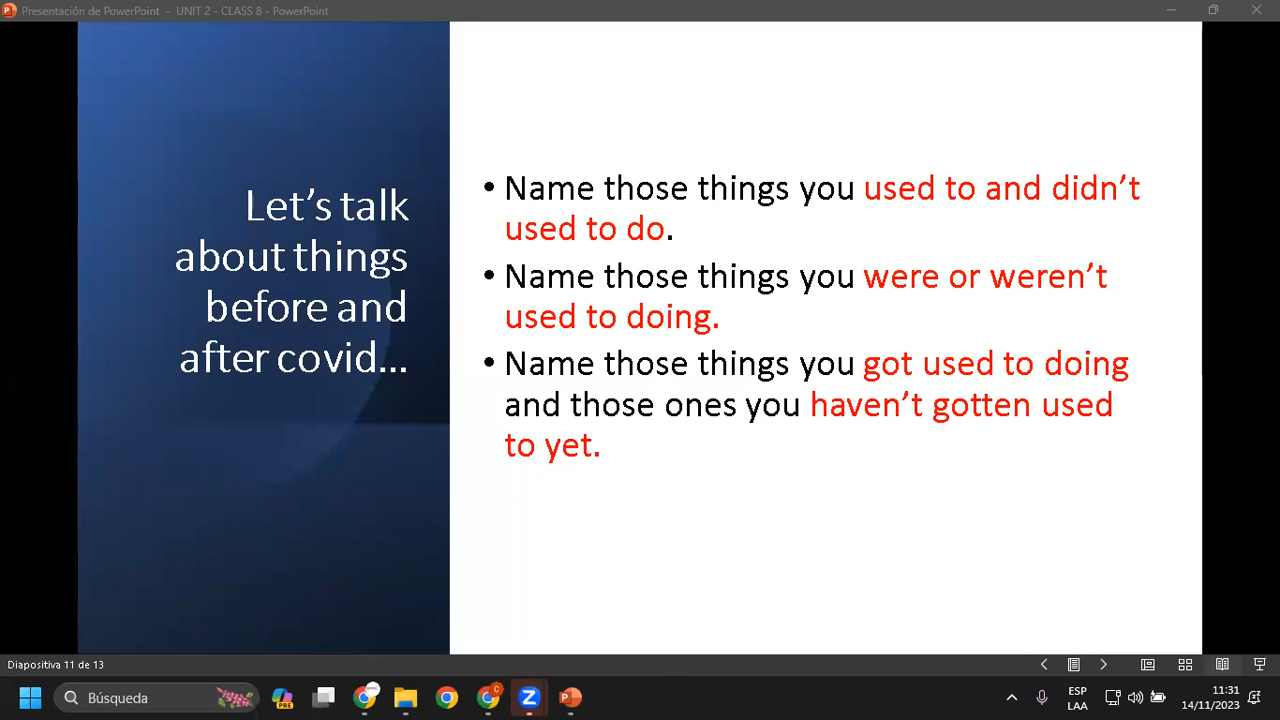 Presentación de PowerPoint - UNIT 2 - CLASS 8 - PowerPoint
Let's talk
about things
before and
after covid...
• Name those things you used to and didn't
used to do.
• Name those things you were or weren't
used to doing.
• Name those things you got used to doing
and those ones you haven't gotten used
to yet.
Diapositiva 11 de 13
Búsqueda
PRE
ESP
LAA
11:31
14/11/2023